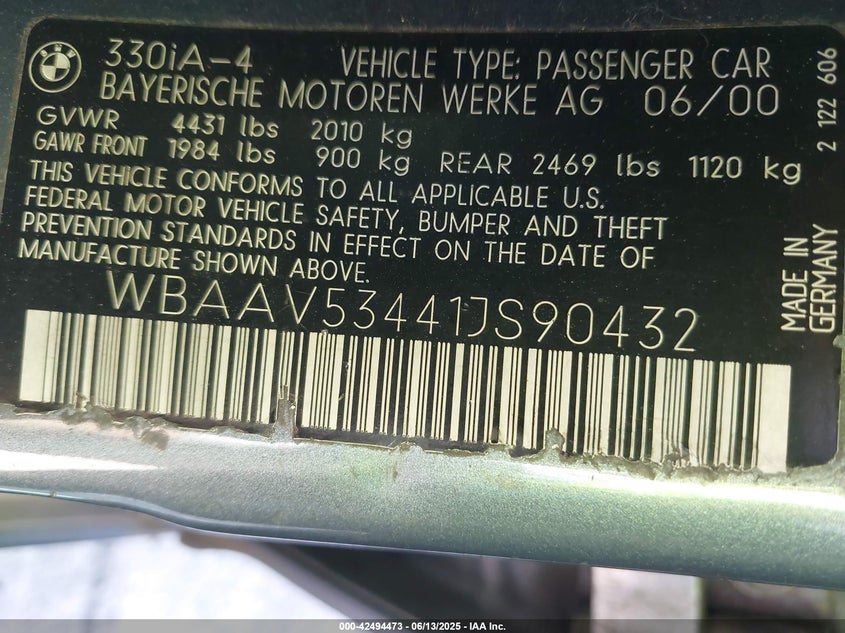 BMW
330iA-4 VEHICLE TYPE: PASSENGER CAR
BAYERISCHE MOTOREN WERKE AG 06/00
GVWR 4431 lbs 2010 kg
GAWR FRONT 1984 lbs 900 kg REAR 2469 lbs 1120 kg
THIS VEHICLE CONFORMS TO ALL APPLICABLE U.S.
FEDERAL MOTOR VEHICLE SAFETY, BUMPER AND THEFT
PREVENTION STANDARDS IN EFFECT ON THE DATE OF
MANUFACTURE SHOWN ABOVE.
WBAAV53441JS90432
2 122 606
MADE IN
GERMANY
000-42494473 - 06/13/2025 - IAA Inc.